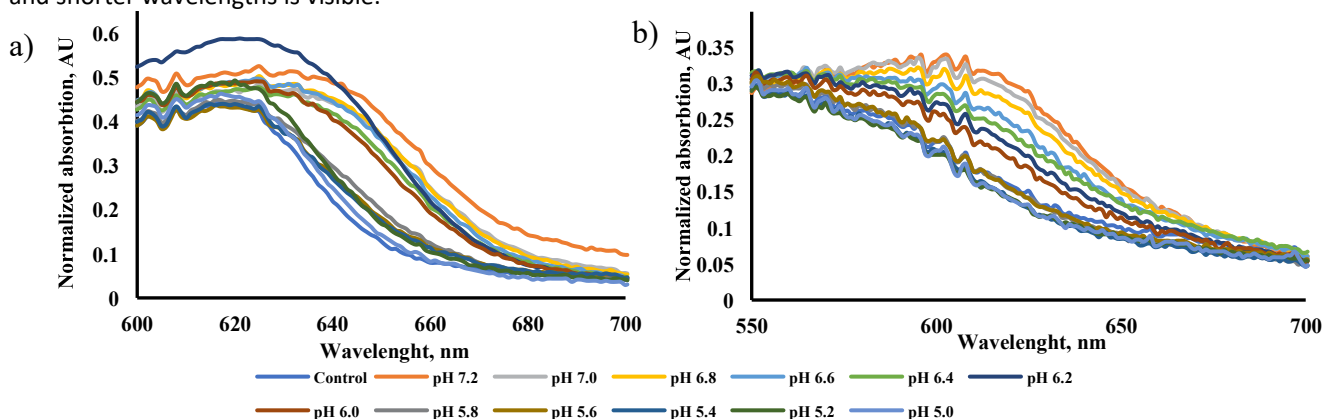 and shorter wavelengths is visible.
a)
Normalized absorbtion, AU
0.6
0.5
0.4
0.3
0.2
0.1
0
600 620 640 660 680 700
Wavelenght, nm
b)
Normalized absorbtion, AU
0.35
0.3
0.25
0.2
0.15
0.1
0.05
0
550 600 650 700
Wavelenght, nm
Control pH 7.2 pH 7.0 pH 6.8 pH 6.6 pH 6.4 pH 6.2
pH 6.0 pH 5.8 pH 5.6 pH 5.4 pH 5.2 pH 5.0